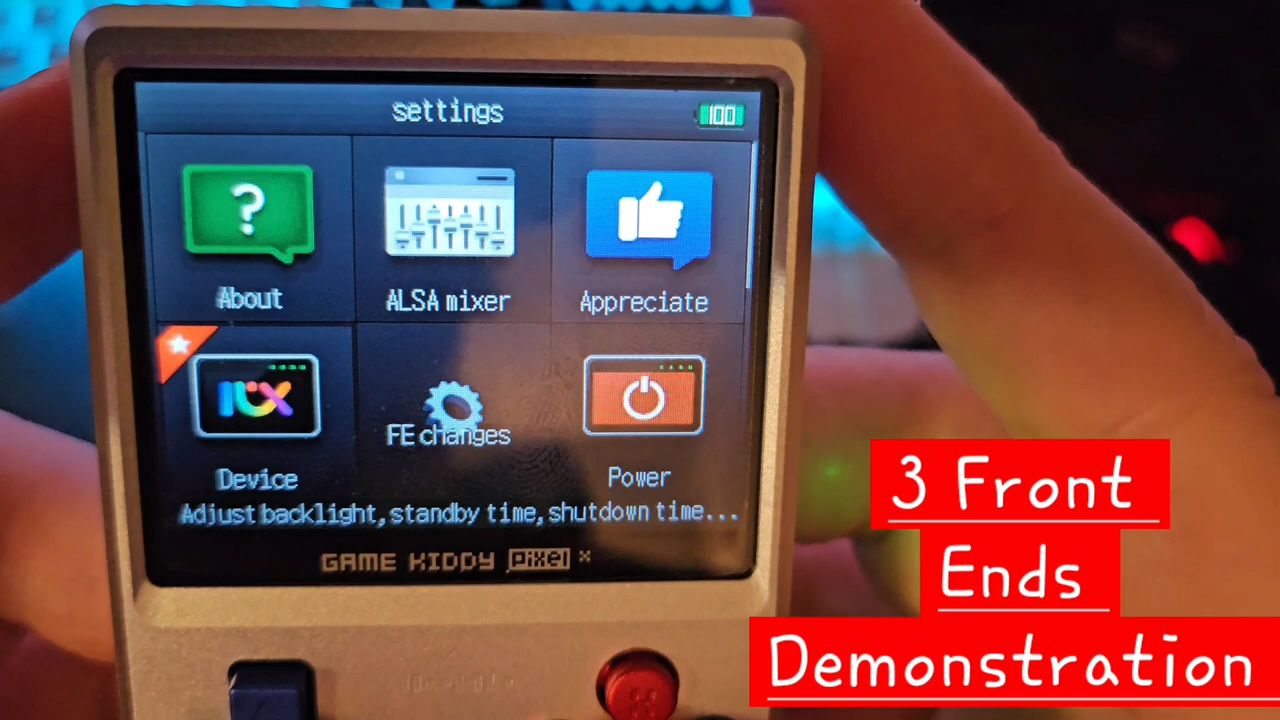 settings
100
?
About
ALSA mixer
Appreciate
Device
FE changes
Power
Adjust backlight, standby time, shutdown time...
GAME KIDDY pixel x
3 Front
Ends
Demonstration